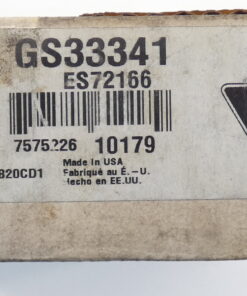 GS33341
ES72166
7575226 10179
820CD1
Made In USA
Fabriqué au É. - U.
Hecho en EE.UU.